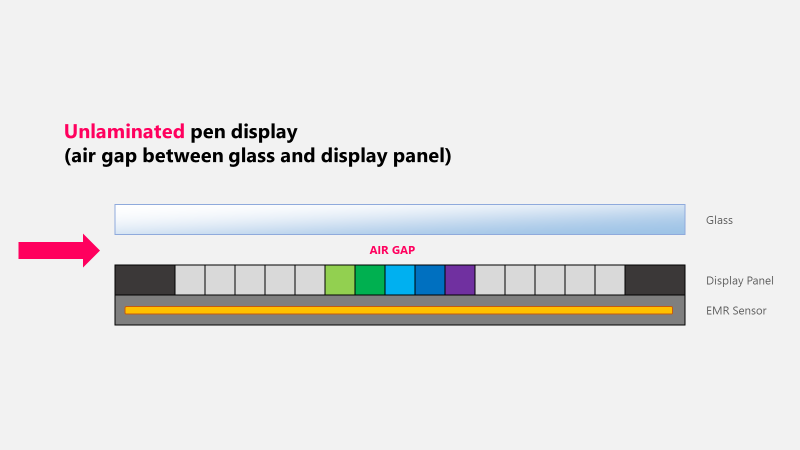 Unlaminated pen display
(air gap between glass and display panel)
Glass
AIR GAP
Display Panel
EMR Sensor